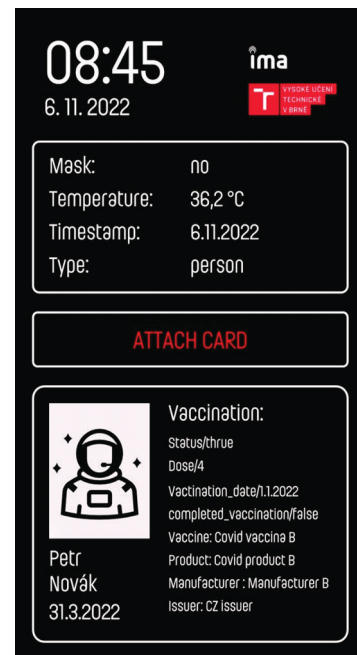 08:45
6. 11. 2022
ima
VYSOKÉ UČENÍ
TECHNICKÉ
V BRNĚ
Mask: no
Temperature: 36,2 °C
Timestamp: 6.11.2022
Type: person
ATTACH CARD
Petr
Novák
31.3.2022
Vaccination:
Status/thrue
Dose/4
Vactination_date/1.1.2022
completed_vaccination/false
Vaccine: Covid vaccina B
Product: Covid product B
Manufacturer : Manufacturer B
Issuer: CZ issuer